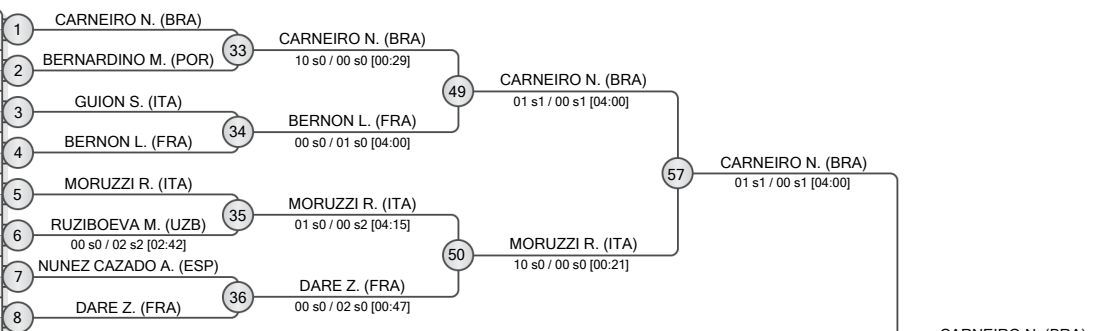 1
CARNEIRO N. (BRA)
2
BERNARDINO M. (POR)
33
CARNEIRO N. (BRA)
10 s0 / 00 s0 [00:29]
3
GUION S. (ITA)
4
BERNON L. (FRA)
34
BERNON L. (FRA)
00 s0 / 01 s0 [04:00]
49
CARNEIRO N. (BRA)
01 s1 / 00 s1 [04:00]
5
MORUZZI R. (ITA)
6
RUZIBOEVA M. (UZB)
00 s0 / 02 s2 [02:42]
35
MORUZZI R. (ITA)
01 s0 / 00 s2 [04:15]
7
NUNEZ CAZADO A. (ESP)
8
DARE Z. (FRA)
36
DARE Z. (FRA)
00 s0 / 02 s0 [00:47]
50
MORUZZI R. (ITA)
10 s0 / 00 s0 [00:21]
57
CARNEIRO N. (BRA)
01 s1 / 00 s1 [04:00]
CARNEIRO N. (BRA)